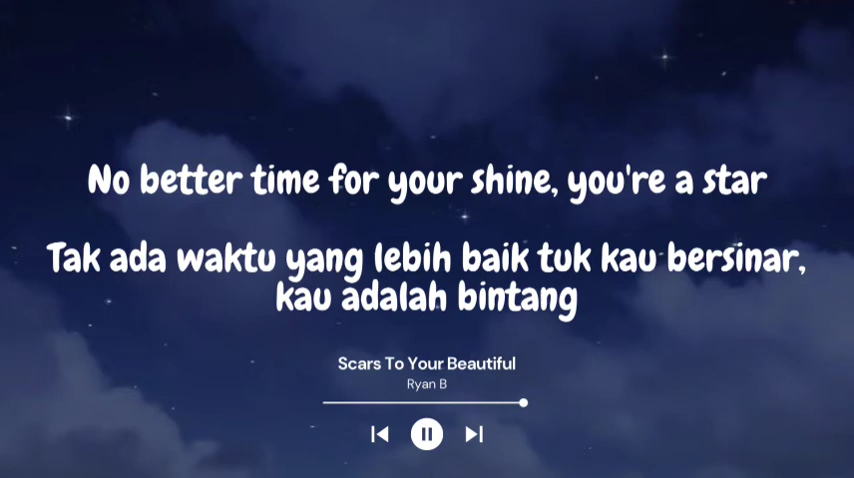 No better time for your shine, you're a star
Tak ada waktu yang lebih baik tuk kau bersinar,
kau adalah bintang
Scars To Your Beautiful
Ryan B